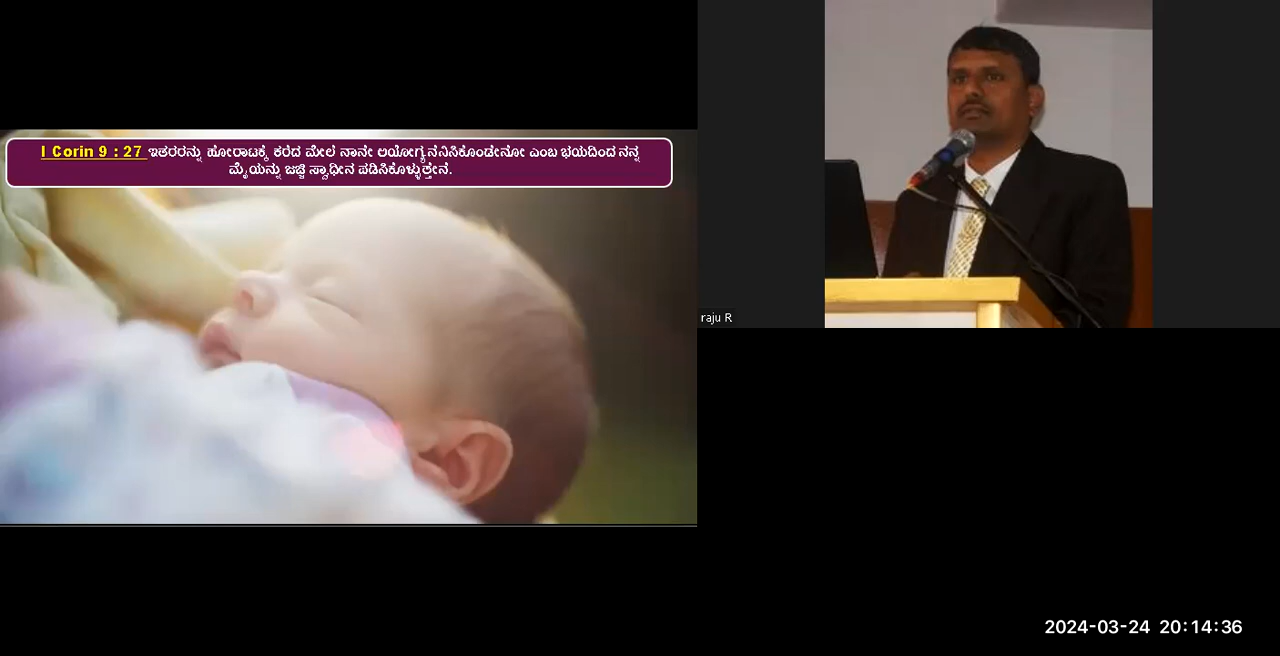 I Corin 9 : 27 ಇತರರನ್ನು ಹೋರಾಟಕ್ಕೆ ಕರೆದ ಮೇಲೆ ನಾನೇ ಅಯೋಗ್ಯನೆನಿಸಿಕೊಂಡೇನೋ ಎಂಬ ಭಯದಿಂದ ನನ್ನ
ಮೈಯನ್ನು ಜಜ್ಜಿ ಸ್ವಾಧೀನ ಪಡಿಸಿಕೊಳ್ಳುತ್ತೇನೆ.
raju R
2024-03-24 20:14:36